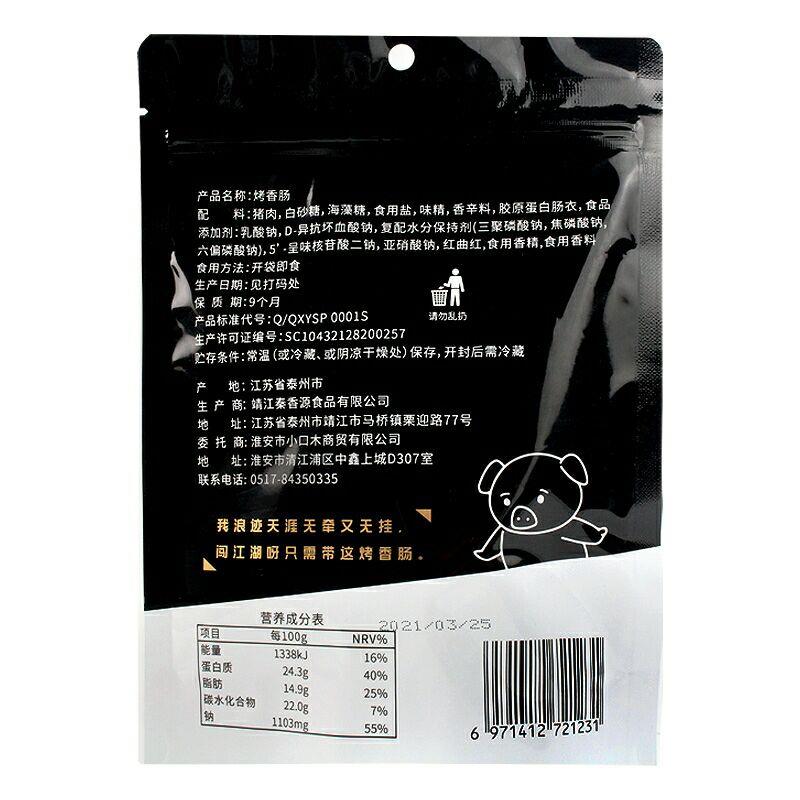 产品名称:烤香肠
配 料:猪肉,白砂糖,海藻糖,食用盐,味精,香辛料,胶原蛋白肠衣,食品
添加剂:乳酸钠,D-异抗坏血酸钠,复配水分保持剂(三聚磷酸钠,焦磷酸钠,
六偏磷酸钠),5'-呈味核苷酸二钠,亚硝酸钠,红曲红,食用香精,食用香料
食用方法:开袋即食
生产日期:见打码处
保 质 期:9个月
产品标准代号:Q/QXYSP 0001S
生产许可证编号:SC10432128200257
贮存条件:常温(或冷藏、或阴凉干燥处)保存,开封后需冷藏
请勿乱扔
产 地:江苏省泰州市
生 产 商:靖江秦香源食品有限公司
地 址:江苏省泰州市靖江市马桥镇栗迎路77号
委 托 商:淮安市小口木商贸有限公司
地 址:淮安市清江浦区中鑫上城D307室
联系电话:0517-84350335
我浪迹天涯无牵又无挂,
闯江湖呀只需带这烤香肠。
营养成分表
项目 每100g NRV%
能量 1338kJ 16%
蛋白质 24.3g 40%
脂肪 14.9g 25%
碳水化合物 22.0g 7%
钠 1103mg 55%
2021/03/25
6 971412 721231